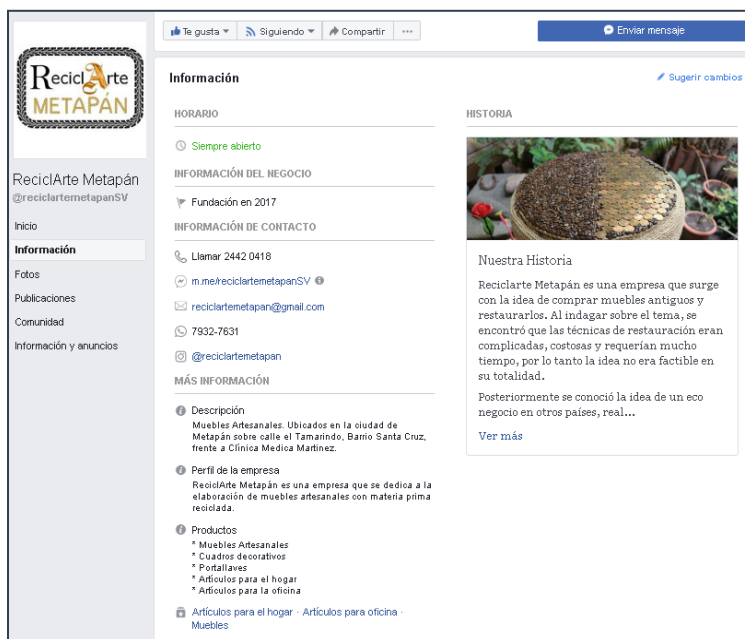 ReciclArte
METAPÁN
ReciclArte Metapán
@reciclartemetapanSV
Inicio
Información
Fotos
Publicaciones
Comunidad
Información y anuncios
Te gusta
Siguiendo
Compartir
Enviar mensaje
Información
Sugerir cambios
HORARIO
Siempre abierto
INFORMACIÓN DEL NEGOCIO
Fundación en 2017
INFORMACIÓN DE CONTACTO
Llamar 2442 0418
m.me/reciclartemetapanSV
reciclartemetapan@gmail.com
7932-7631
@reciclartemetapan
MÁS INFORMACIÓN
Descripción
Muebles Artesanales. Ubicados en la ciudad de
Metapán sobre calle el Tamarindo, Barrio Santa Cruz,
frente a Clínica Medica Martinez.
Perfil de la empresa
ReciclArte Metapán es una empresa que se dedica a la
elaboración de muebles artesanales con materia prima
reciclada.
Productos
* Muebles Artesanales
* Cuadros decorativos
* Portallaves
* Artículos para el hogar
* Artículos para la oficina
Artículos para el hogar · Artículos para oficina ·
Muebles
HISTORIA
Nuestra Historia
Reciclarte Metapán es una empresa que surge
con la idea de comprar muebles antiguos y
restaurarlos. Al indagar sobre el tema, se
encontró que las técnicas de restauración eran
complicadas, costosas y requerían mucho
tiempo, por lo tanto la idea no era factible en
su totalidad.
Posteriormente se conoció la idea de un eco
negocio en otros países, real...
Ver más